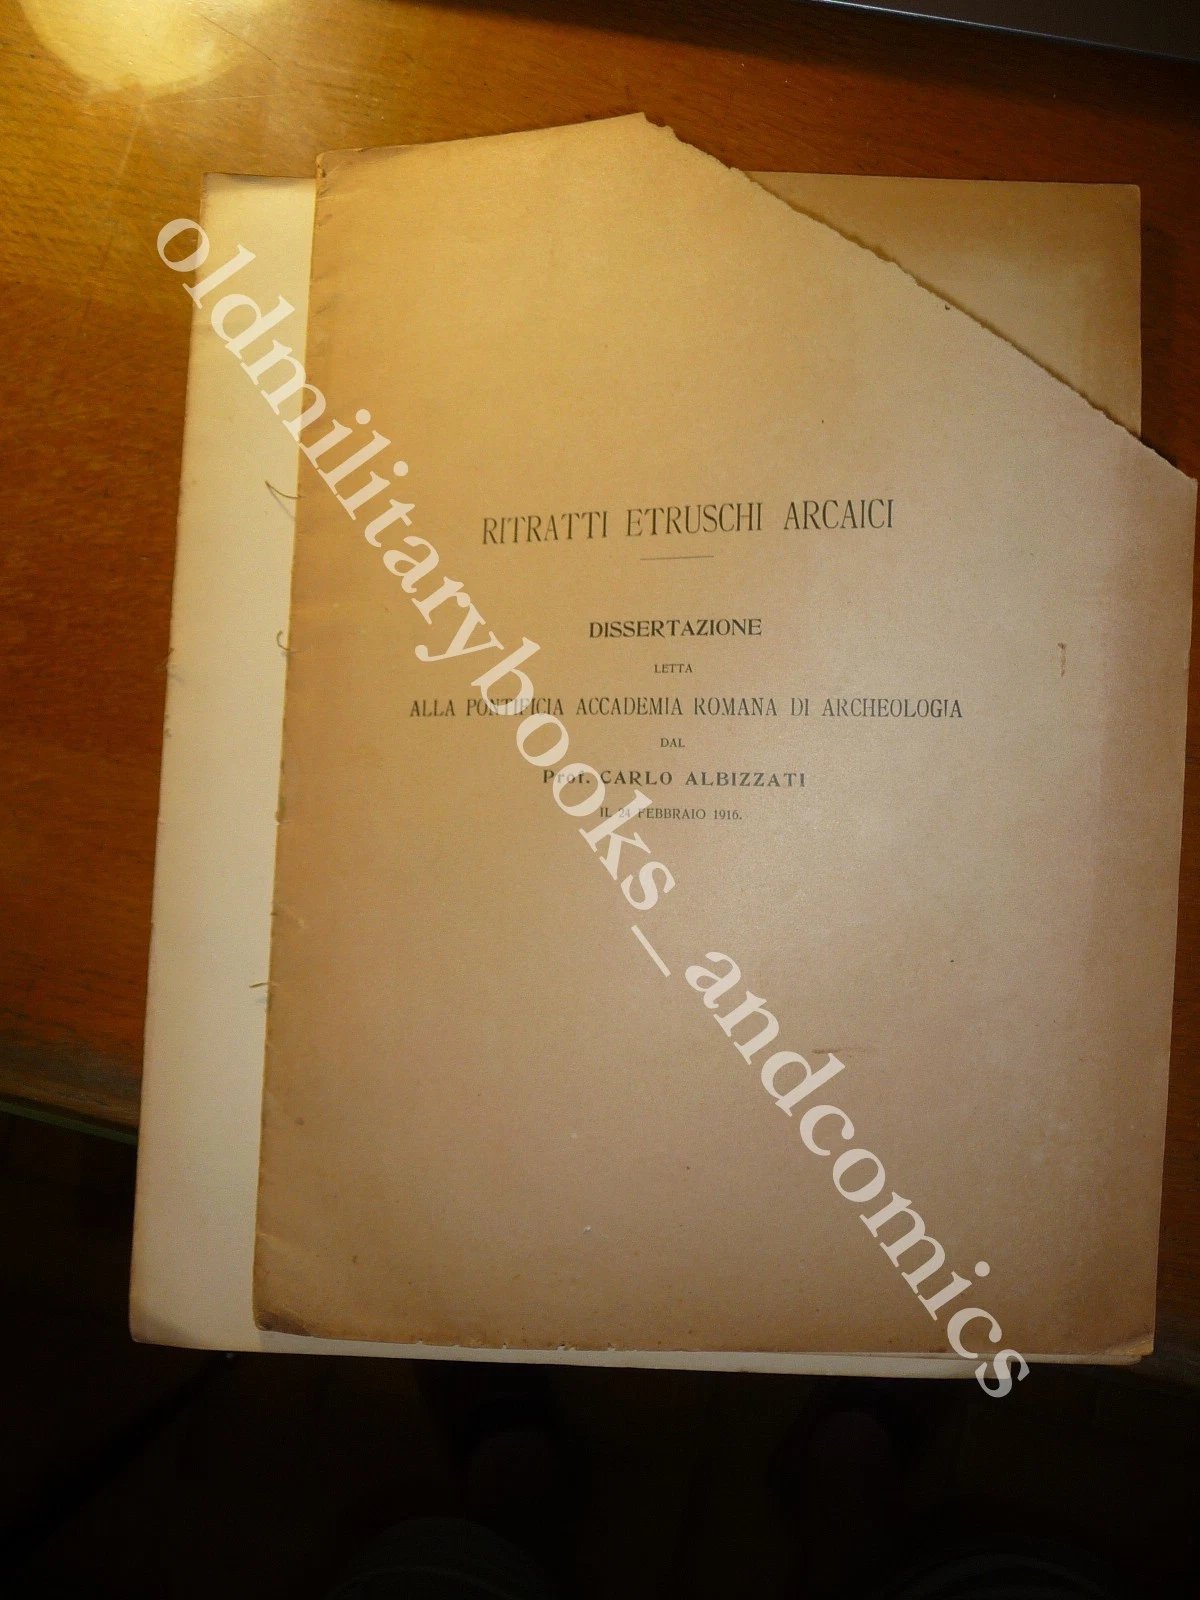 RITRATTI ETRUSCHI ARCAICI
DISSERTAZIONE
LETTA
ALLA PONTIFICIA ACCADEMIA ROMANA DI ARCHEOLOGIA
DAL
Prof. CARLO ALBIZZATI
IL 24 FEBBRAIO 1916.
oldmilitarybooks_andcomics